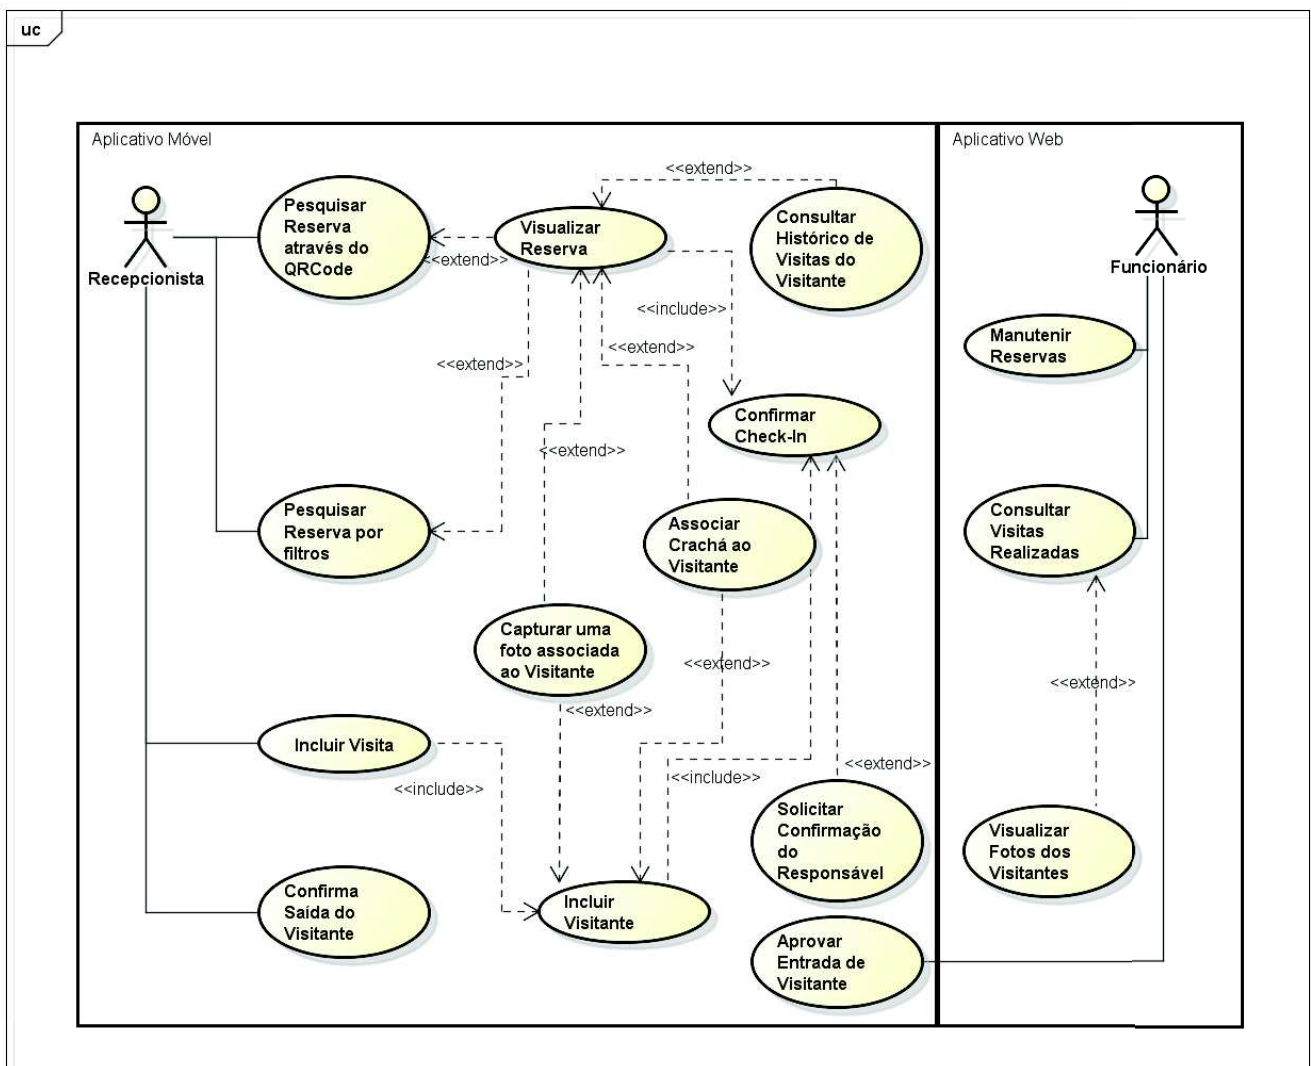 uc
Aplicativo Móvel
Aplicativo Web
Recepcionista
Pesquisar
Reserva
através do
QRCode
<<extend>>
Visualizar
Reserva
<<extend>>
Consultar
Histórico de
Visitas do
Visitante
Funcionário
<<include>>
<<extend>>
<<extend>>
Manutenir
Reservas
Confirmar
Check-In
<<extend>>
Pesquisar
Reserva por
filtros
Associar
Crachá ao
Visitante
Consultar
Visitas
Realizadas
Capturar uma
foto associada
ao Visitante
<<extend>>
<<extend>>
<<extend>>
Incluir Visita
<<include>>
<<include>>
<<extend>>
Solicitar
Confirmação
do
Responsável
Visualizar
Fotos dos
Visitantes
Confirma
Saída do
Visitante
Incluir
Visitante
Aprovar
Entrada de
Visitante